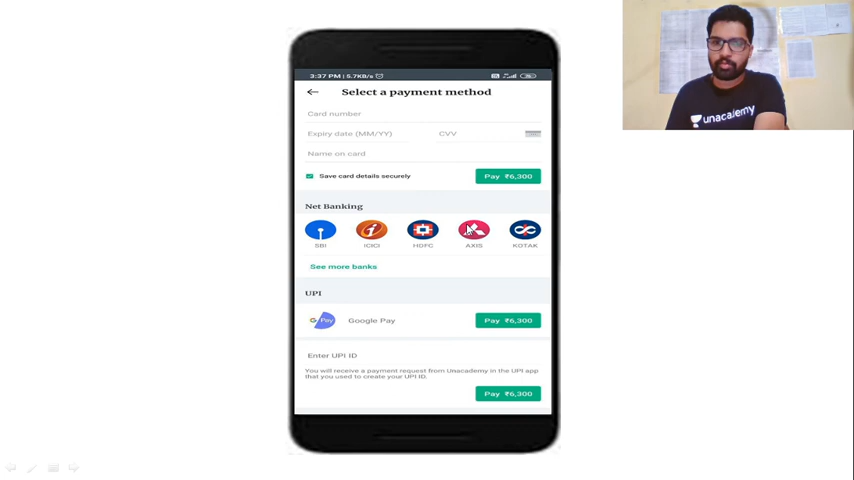 3:37 PM | 5.7KB/s
Select a payment method
Card number
Expiry date (MM/YY) CVV
Name on card
Save card details securely Pay ₹6,300
Net Banking
SBI ICICI HDFC AXIS KOTAK
See more banks
UPI
G Pay Google Pay Pay ₹6,300
Enter UPI ID
You will receive a payment request from Unacademy in the UPI app
that you used to create your UPI ID.
Pay ₹6,300
unacademy